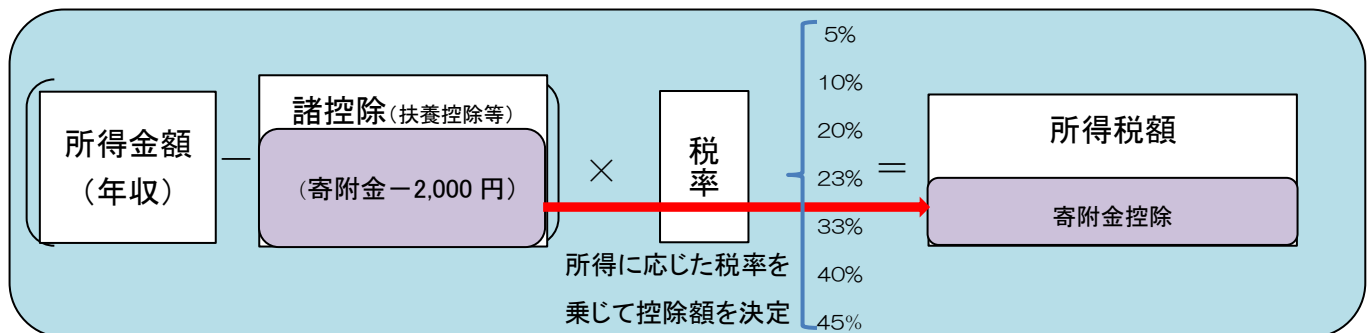 所得金額
（年収）
－
諸控除（扶養控除等）
（寄附金－2,000 円）
×
税
率
所得に応じた税率を
乗じて控除額を決定
5%
10%
20%
23%
33%
40%
45%
＝
所得税額
寄附金控除